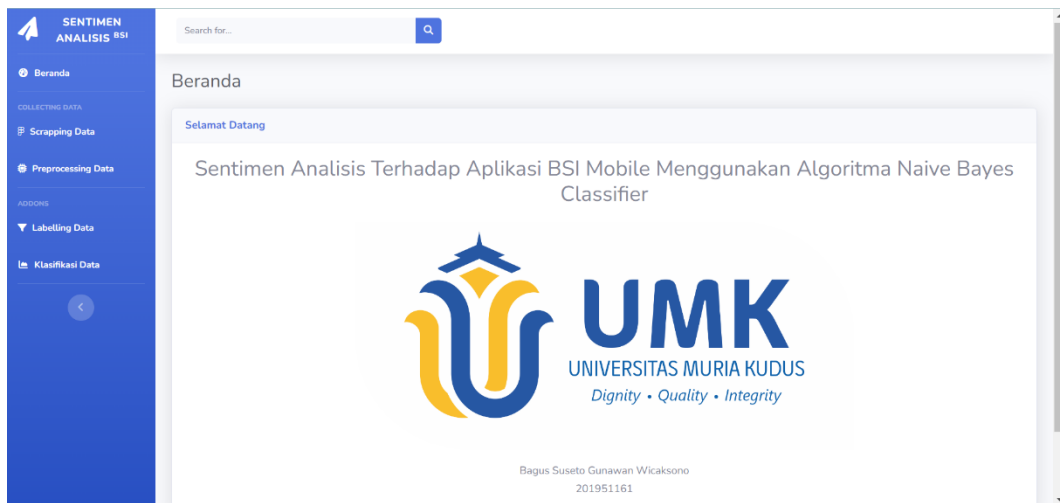 SENTIMEN
ANALISIS BSI
Beranda
COLLECTING DATA
Scrapping Data
Preprocessing Data
ADDONS
Labelling Data
Klasifikasi Data
Search for...
Beranda
Selamat Datang
Sentimen Analisis Terhadap Aplikasi BSI Mobile Menggunakan Algoritma Naive Bayes
Classifier
UMK
UNIVERSITAS MURIA KUDUS
Dignity • Quality • Integrity
Bagus Suseto Gunawan Wicaksono
201951161